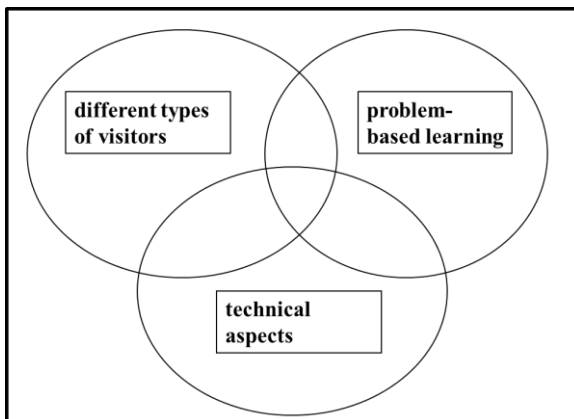 different types
of visitors
problem-
based learning
technical
aspects